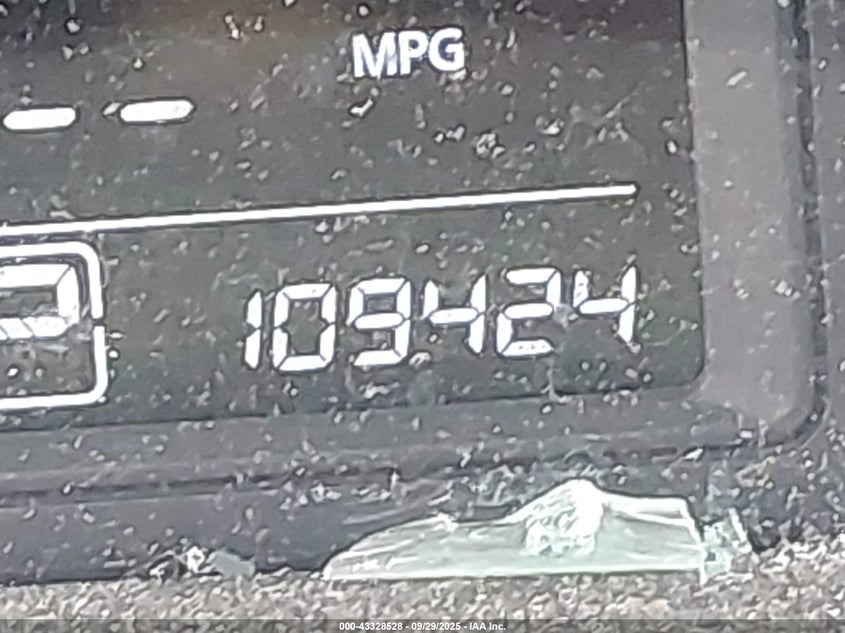 MPG
-- 
P 109424
000-43328528 - 09/29/2025 - IAA Inc.